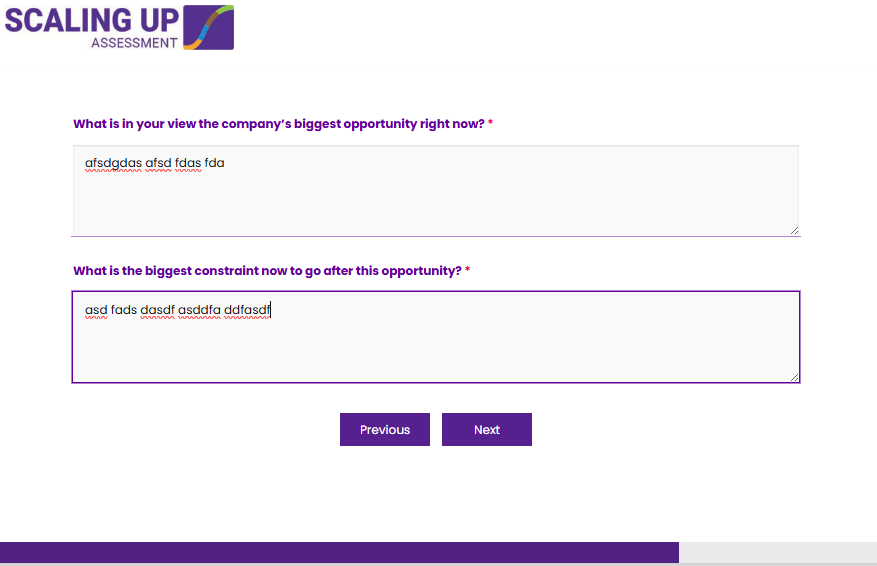 SCALING UP
ASSESSMENT
What is in your view the company's biggest opportunity right now? *
afsdgdas afsd fdas fda
What is the biggest constraint now to go after this opportunity? *
asd fads dasdf asddfa ddfasdf
Previous Next